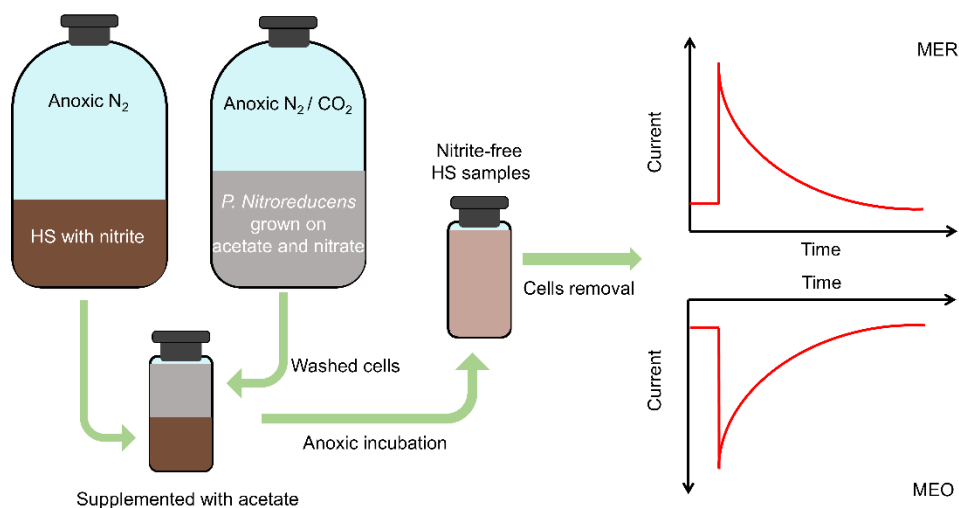 Anoxic N₂
HS with nitrite
Anoxic N₂ / CO₂
P. Nitroreducens
grown on
acetate and nitrate
Washed cells
Supplemented with acetate
Anoxic incubation
Nitrite-free
HS samples
Cells removal
MER
Current
Time
Time
Current
MEO